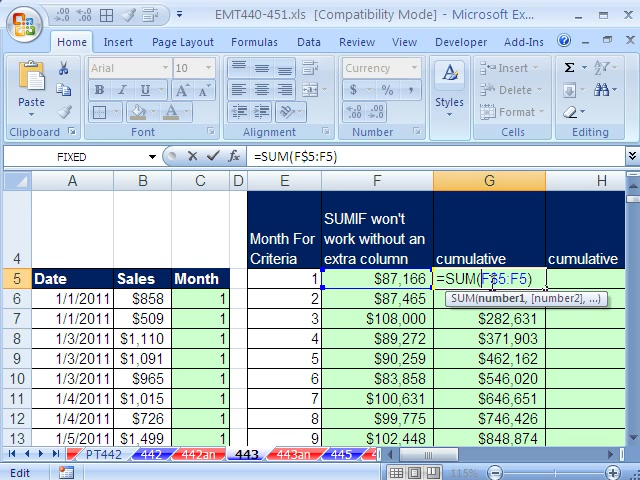 EMT440-451.xls [Compatibility Mode] - Microsoft Ex...
Home Insert Page Layout Formulas Data Review View Developer Add-Ins
Paste
Clipboard
Arial 10
B I U
Font
Alignment
Currency
$ % ,
Number
Styles
Insert
Delete
Format
Cells
Σ
Editing
FIXED =SUM(F$5:F5)
A B C D E F G H
4 Month For Criteria SUMIF won't work without an extra column cumulative cumulative
5 Date Sales Month 1 $87,166 =SUM(F$5:F5)
SUM(number1, [number2], ...)
6 1/1/2011 $858 1 2 $87,465
7 1/1/2011 $509 1 3 $108,000 $282,631
8 1/3/2011 $1,110 1 4 $89,272 $371,903
9 1/3/2011 $1,091 1 5 $90,259 $462,162
10 1/3/2011 $965 1 6 $83,858 $546,020
11 1/4/2011 $1,015 1 7 $100,631 $646,651
12 1/4/2011 $726 1 8 $99,775 $746,426
13 1/5/2011 $1,499 1 9 $102,448 $848,874
PT442 442 442an 443 443an 445
Edit 115%